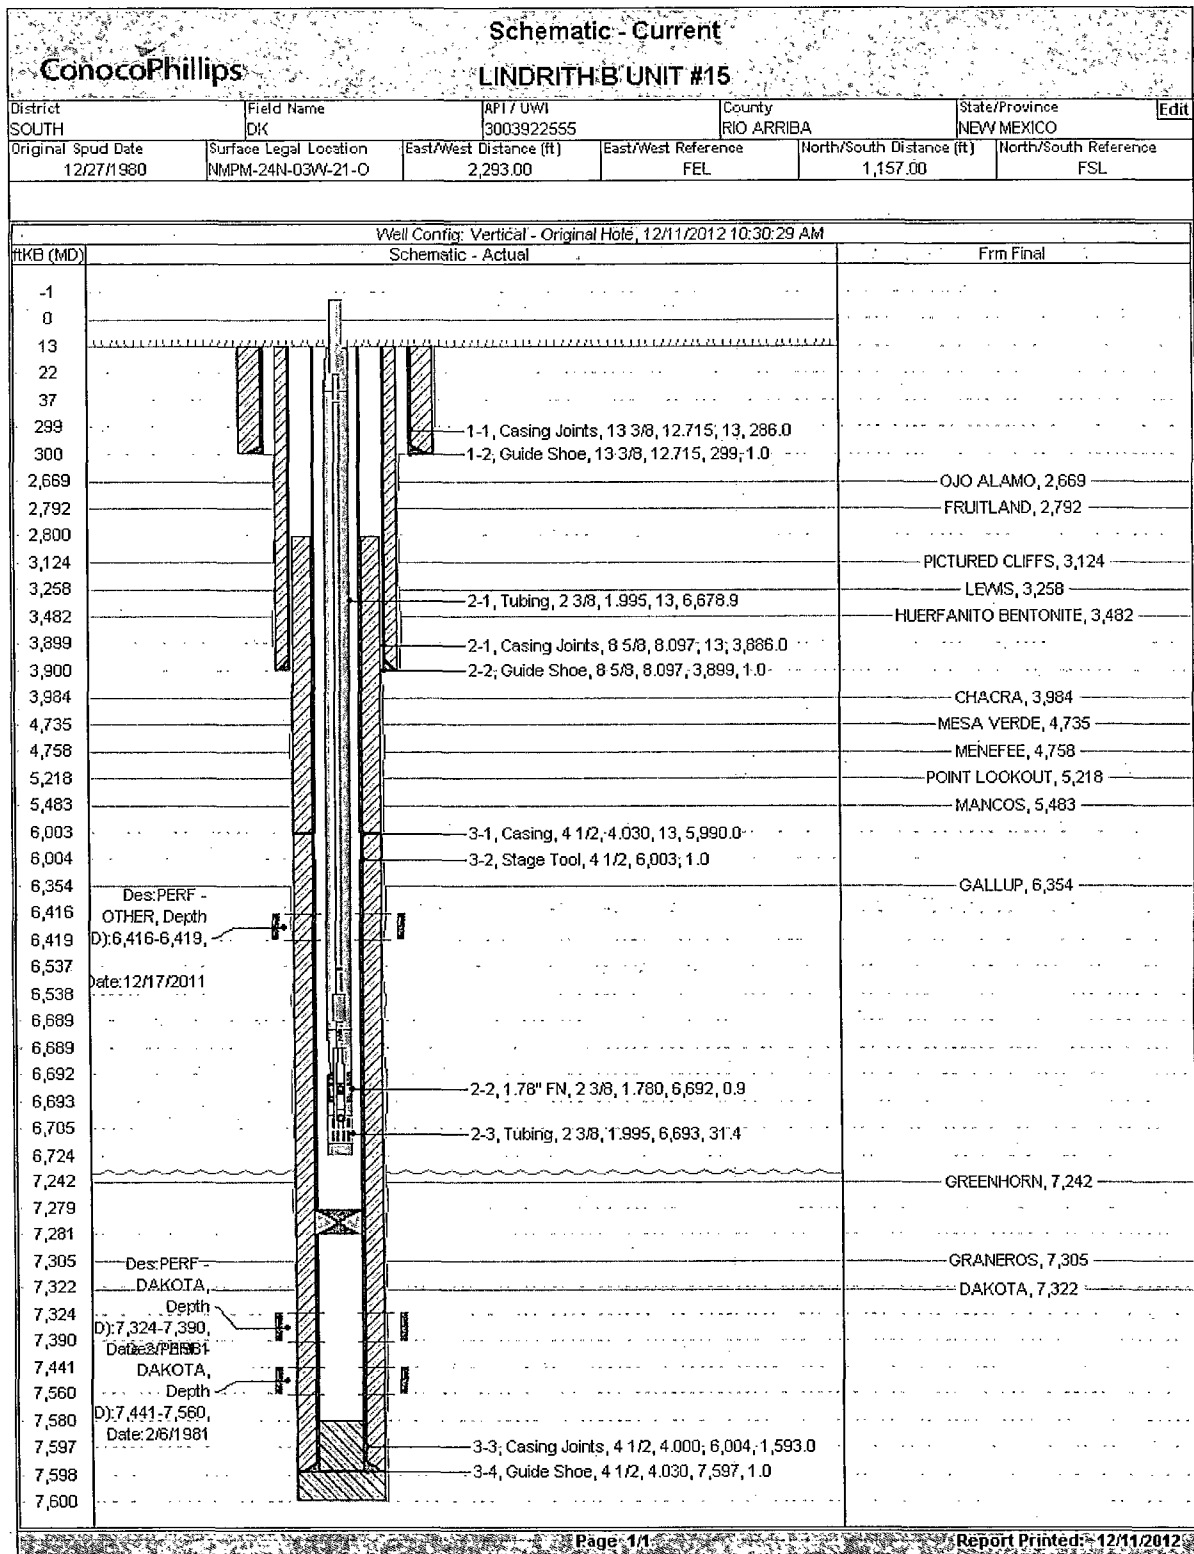 Schematic - Current
ConocoPhillips
LINDRITH B UNIT #15
District Field Name API / UWI County State/Province Edit
SOUTH DK 3003922555 RIO ARRIBA NEW MEXICO
Original Spud Date Surface Legal Location East/West Distance (ft) East/West Reference North/South Distance (ft) North/South Reference
12/27/1980 NMPM-24N-03W-21-O 2,293.00 FEL 1,157.00 FSL
Well Config: Vertical - Original Hole, 12/11/2012 10:30:29 AM
ftKB (MD) Schematic - Actual Frm Final
-1
0
13
22
37
299
1-1, Casing Joints, 13 3/8, 12.715, 13, 286.0
300
1-2, Guide Shoe, 13 3/8, 12.715, 299, 1.0
2,669 OJO ALAMO, 2,669
2,792 FRUITLAND, 2,792
2,800
3,124 PICTURED CLIFFS, 3,124
3,258 LEWIS, 3,258
2-1, Tubing, 2 3/8, 1.995, 13, 6,678.9
3,482 HUERFANITO BENTONITE, 3,482
3,899
2-1, Casing Joints, 8 5/8, 8.097, 13, 3,886.0
3,900
2-2, Guide Shoe, 8 5/8, 8.097, 3,899, 1.0
3,984 CHACRA, 3,984
4,735 MESA VERDE, 4,735
4,758 MENEFEE, 4,758
5,218 POINT LOOKOUT, 5,218
5,483 MANCOS, 5,483
6,003 3-1, Casing, 4 1/2, 4.030, 13, 5,990.0
6,004 3-2, Stage Tool, 4 1/2, 6,003, 1.0
6,354 GALLUP, 6,354
Des:PERF -
6,416 OTHER, Depth
6,419 D):6,416-6,419,
6,537
Date:12/17/2011
6,538
6,689
6,689
6,692
2-2, 1.78" FN, 2 3/8, 1.780, 6,692, 0.9
6,693
6,705 2-3, Tubing, 2 3/8, 1.995, 6,693, 31.4
6,724
7,242 GREENHORN, 7,242
7,279
7,281
7,305 Des:PERF - GRANEROS, 7,305
7,322 DAKOTA, DAKOTA, 7,322
Depth
7,324
D):7,324-7,390,
7,390
7,441 DAKOTA,
7,560 Depth
D):7,441-7,560,
7,580
Date:2/6/1981
7,597 3-3, Casing Joints, 4 1/2, 4.000, 6,004, 1,593.0
7,598 3-4, Guide Shoe, 4 1/2, 4.030, 7,597, 1.0
7,600
Page 1/1 Report Printed: 12/11/2012